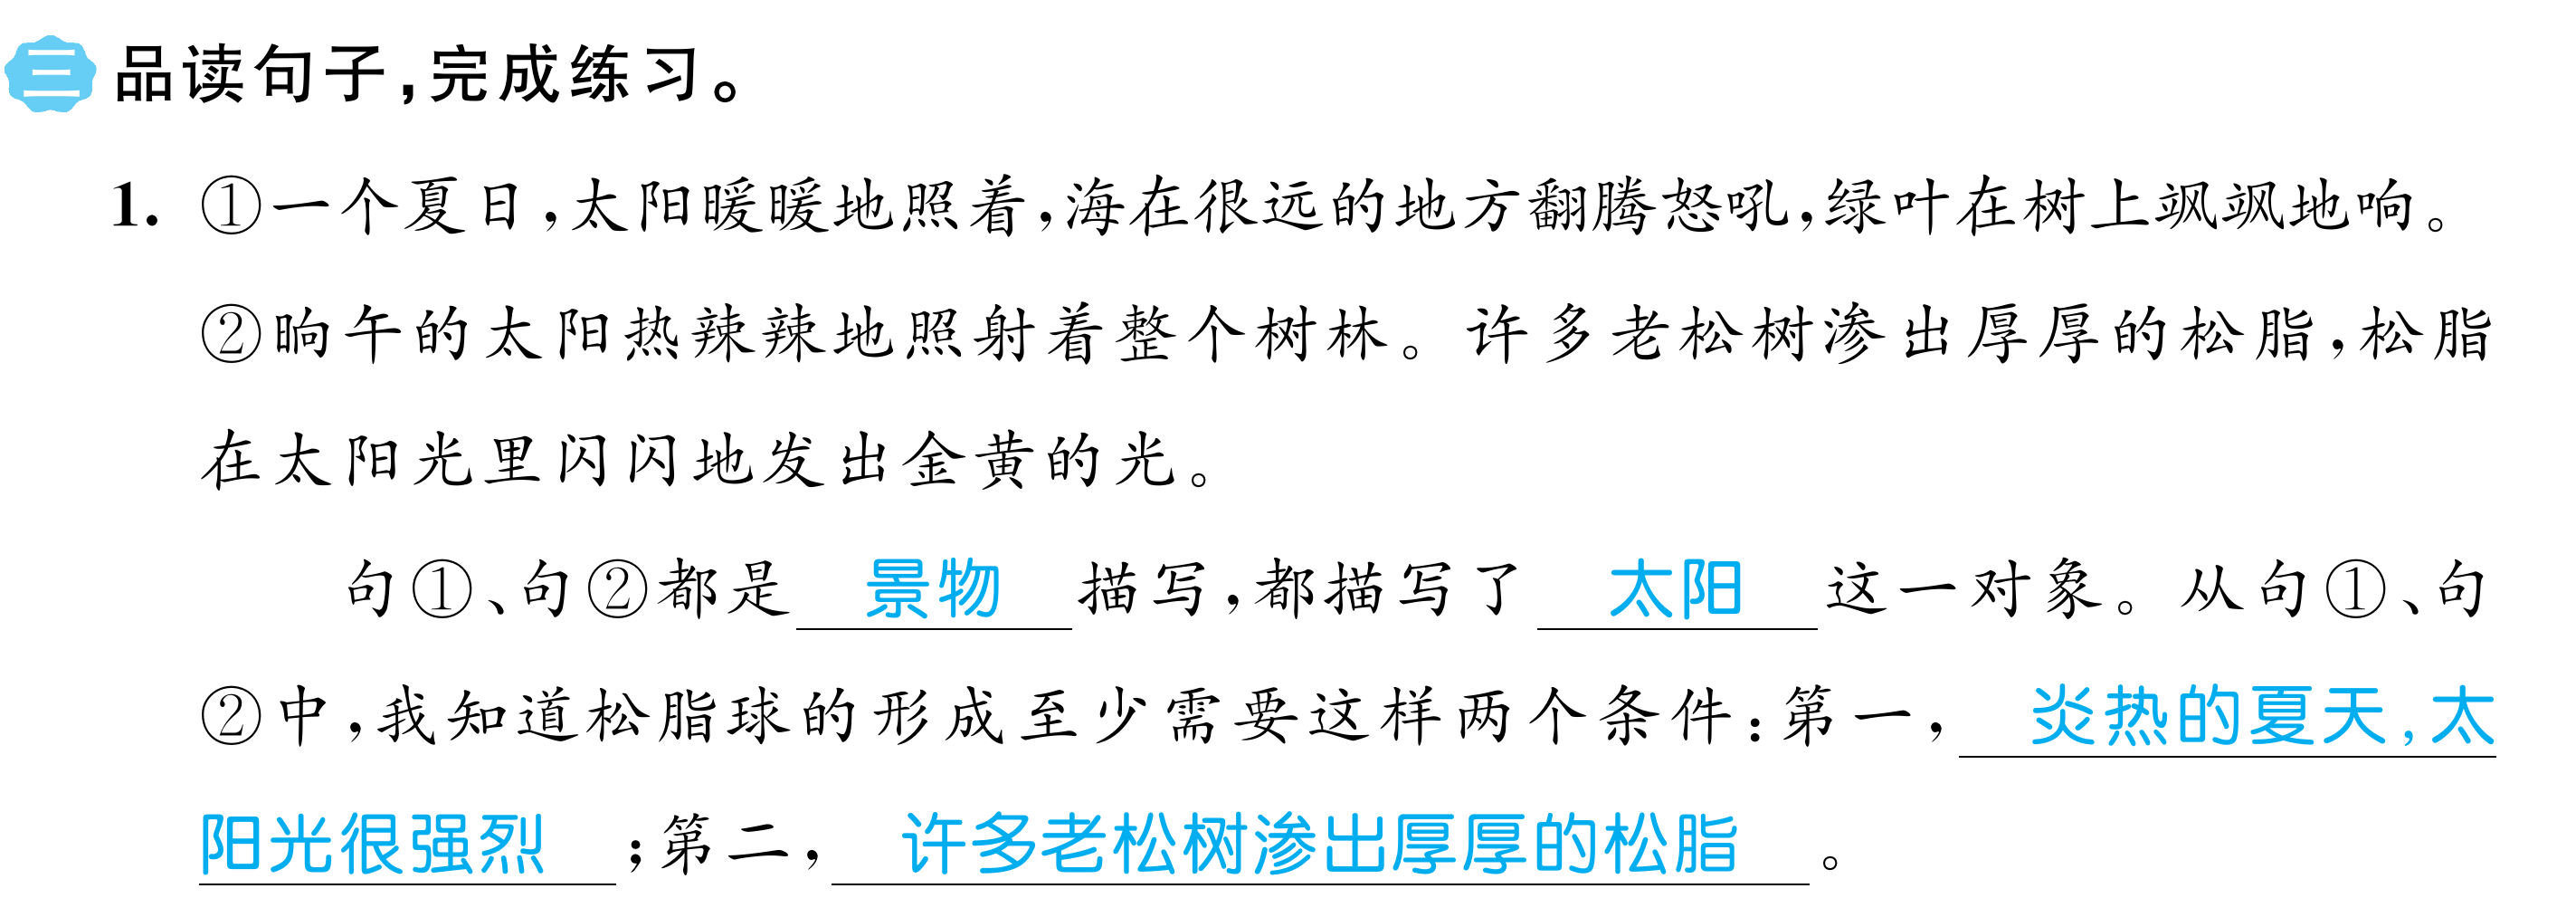 三 品读句子,完成练习。
1. ①一个夏日,太阳暖暖地照着,海在很远的地方翻腾怒吼,绿叶在树上飒飒地响。
②晌午的太阳热辣辣地照射着整个树林。许多老松树渗出厚厚的松脂,松脂
在太阳光里闪闪地发出金黄的光。
句①、句②都是 景物 描写,都描写了 太阳 这一对象。从句①、句
②中,我知道松脂球的形成至少需要这样两个条件:第一, 炎热的夏天,太
阳光很强烈 ;第二, 许多老松树渗出厚厚的松脂 。